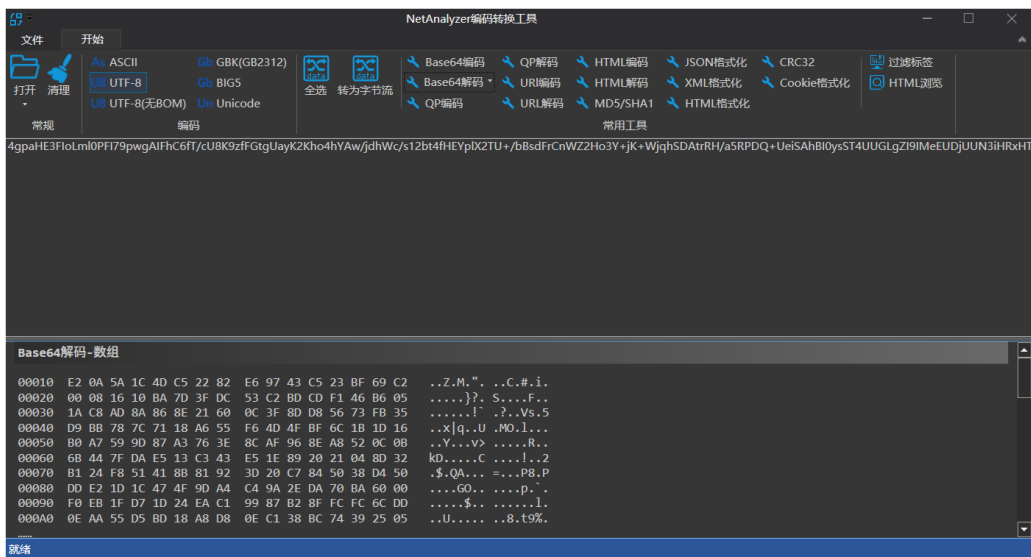 NetAnalyzer编码转换工具
文件 开始
As ASCII Gb GBK(GB2312) Base64编码 QP解码 HTML编码 JSON格式化 CRC32 过滤标签
打开 清理 U8 UTF-8 Gb BIG5 全选 转为字节流 Base64解码 URI编码 HTML解码 XML格式化 Cookie格式化 HTML浏览
U8 UTF-8(无BOM) Un Unicode QP编码 URL解码 MD5/SHA1 HTML格式化
常规 编码 常用工具
4gpaHE3FIoLml0PFI79pwgAIFhC6fT/cU8K9zfFGtgUayK2Kho4hYAw/jdhWc/s12bt4fHEYplX2TU+/bBsdFrCnWZ2Ho3Y+jK+WjqhSDAtrRH/a5RPDQ+UeiSAhBI0ysST4UUGLgZI9IMeEUDjUUN3iHRxHT
Base64解码-数组
00010 E2 0A 5A 1C 4D C5 22 82 E6 97 43 C5 23 BF 69 C2 ..Z.M.". ..C.#.i.
00020 00 08 16 10 BA 7D 3F DC 53 C2 BD CD F1 46 B6 05 .....}?. S....F..
00030 1A C8 AD 8A 86 8E 21 60 0C 3F 8D D8 56 73 FB 35 ......!` .?..Vs.5
00040 D9 BB 78 7C 71 18 A6 55 F6 4D 4F BF 6C 1B 1D 16 ..x|q..U .MO.l...
00050 B0 A7 59 9D 87 A3 76 3E 8C AF 96 8E A8 52 0C 0B ..Y...v> .....R..
00060 6B 44 7F DA E5 13 C3 43 E5 1E 89 20 21 04 8D 32 kD.....C ... !..2
00070 B1 24 F8 51 41 8B 81 92 3D 20 C7 84 50 38 D4 50 .$.QA... = ..P8.P
00080 DD E2 1D 1C 47 4F 9D A4 C4 9A 2E DA 70 BA 60 00 ....GO.. ....p.`.
00090 F0 EB 1F D7 1D 24 EA C1 99 87 B2 8F FC FC 6C DD .....$.. ......l.
000A0 0E AA 55 D5 BD 18 A8 D8 0E C1 38 BC 74 39 25 05 ..U..... ..8.t9%.
就绪